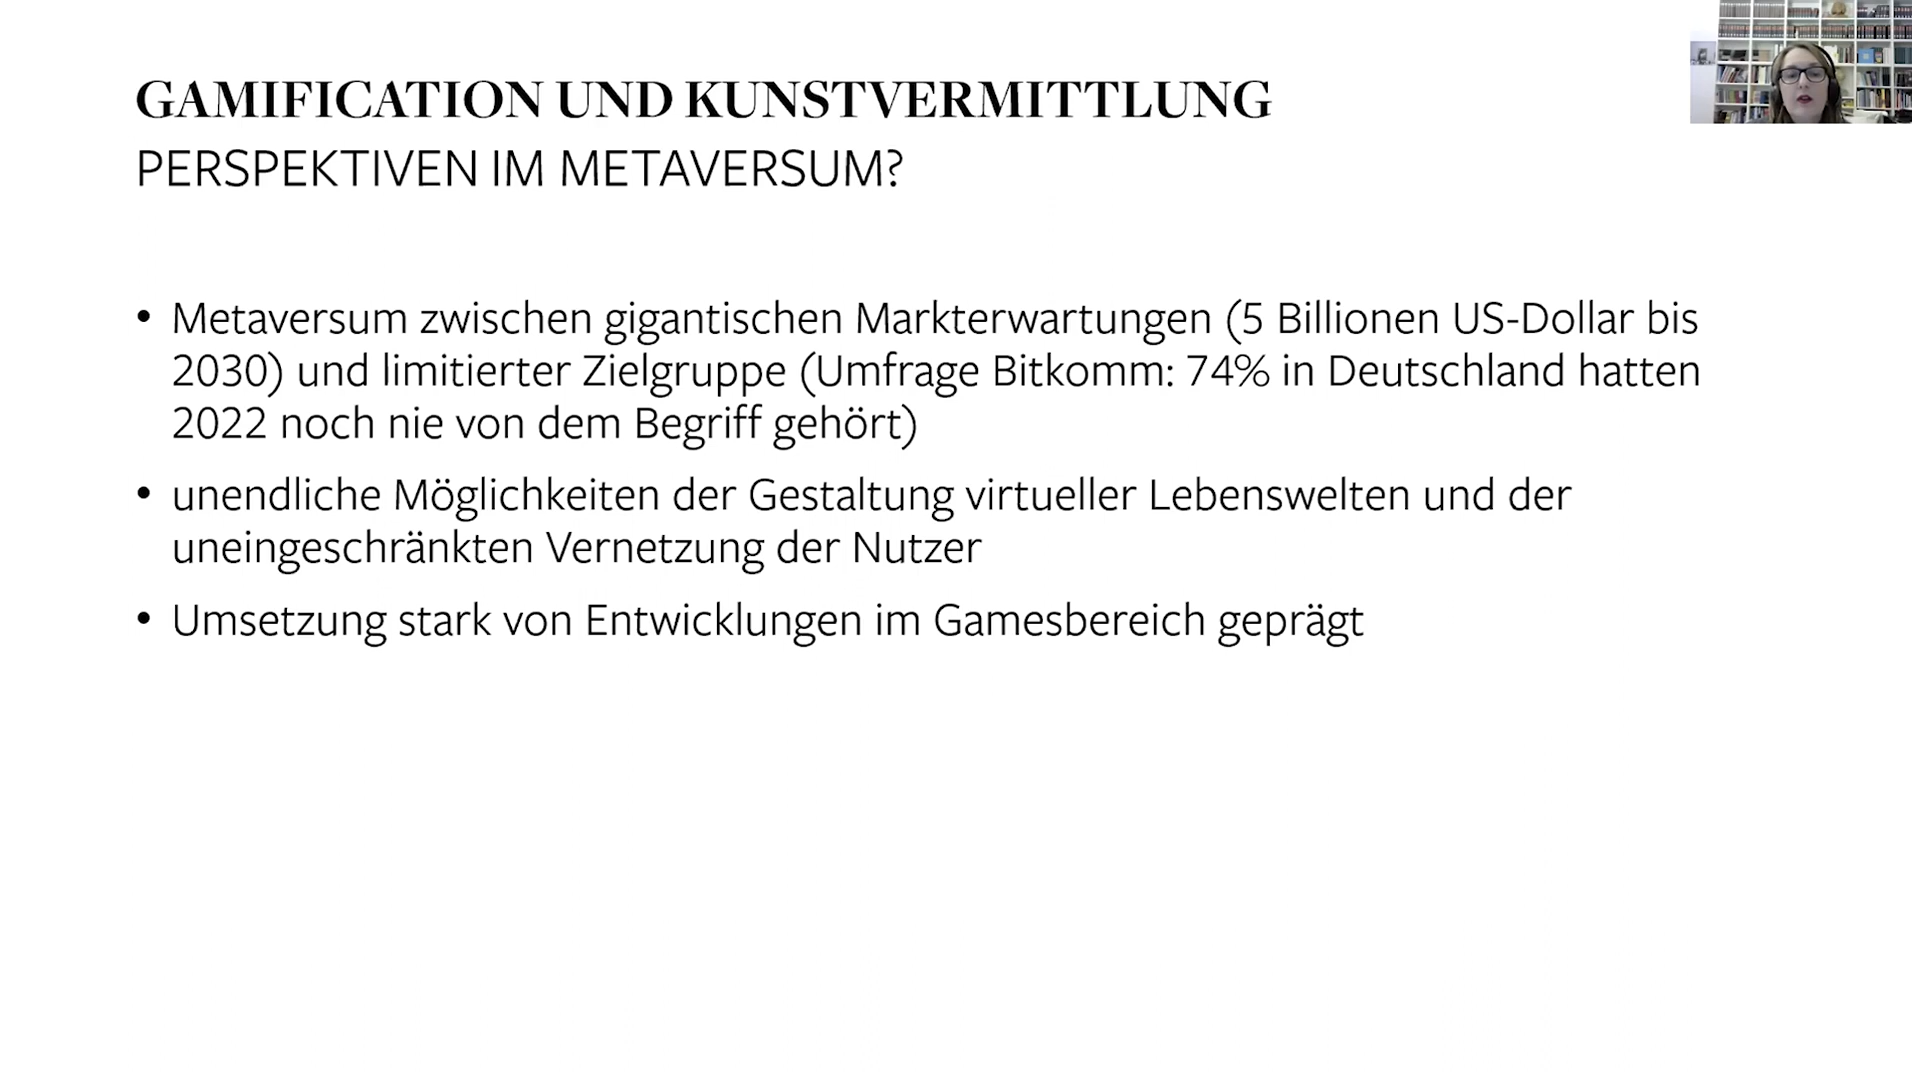 GAMIFICATION UND KUNSTVERMITTLUNG
PERSPEKTIVEN IM METAVERSUM?
• Metaversum zwischen gigantischen Markterwartungen (5 Billionen US-Dollar bis
2030) und limitierter Zielgruppe (Umfrage Bitkomm: 74% in Deutschland hatten
2022 noch nie von dem Begriff gehört)
• unendliche Möglichkeiten der Gestaltung virtueller Lebenswelten und der
uneingeschränkten Vernetzung der Nutzer
• Umsetzung stark von Entwicklungen im Gamesbereich geprägt